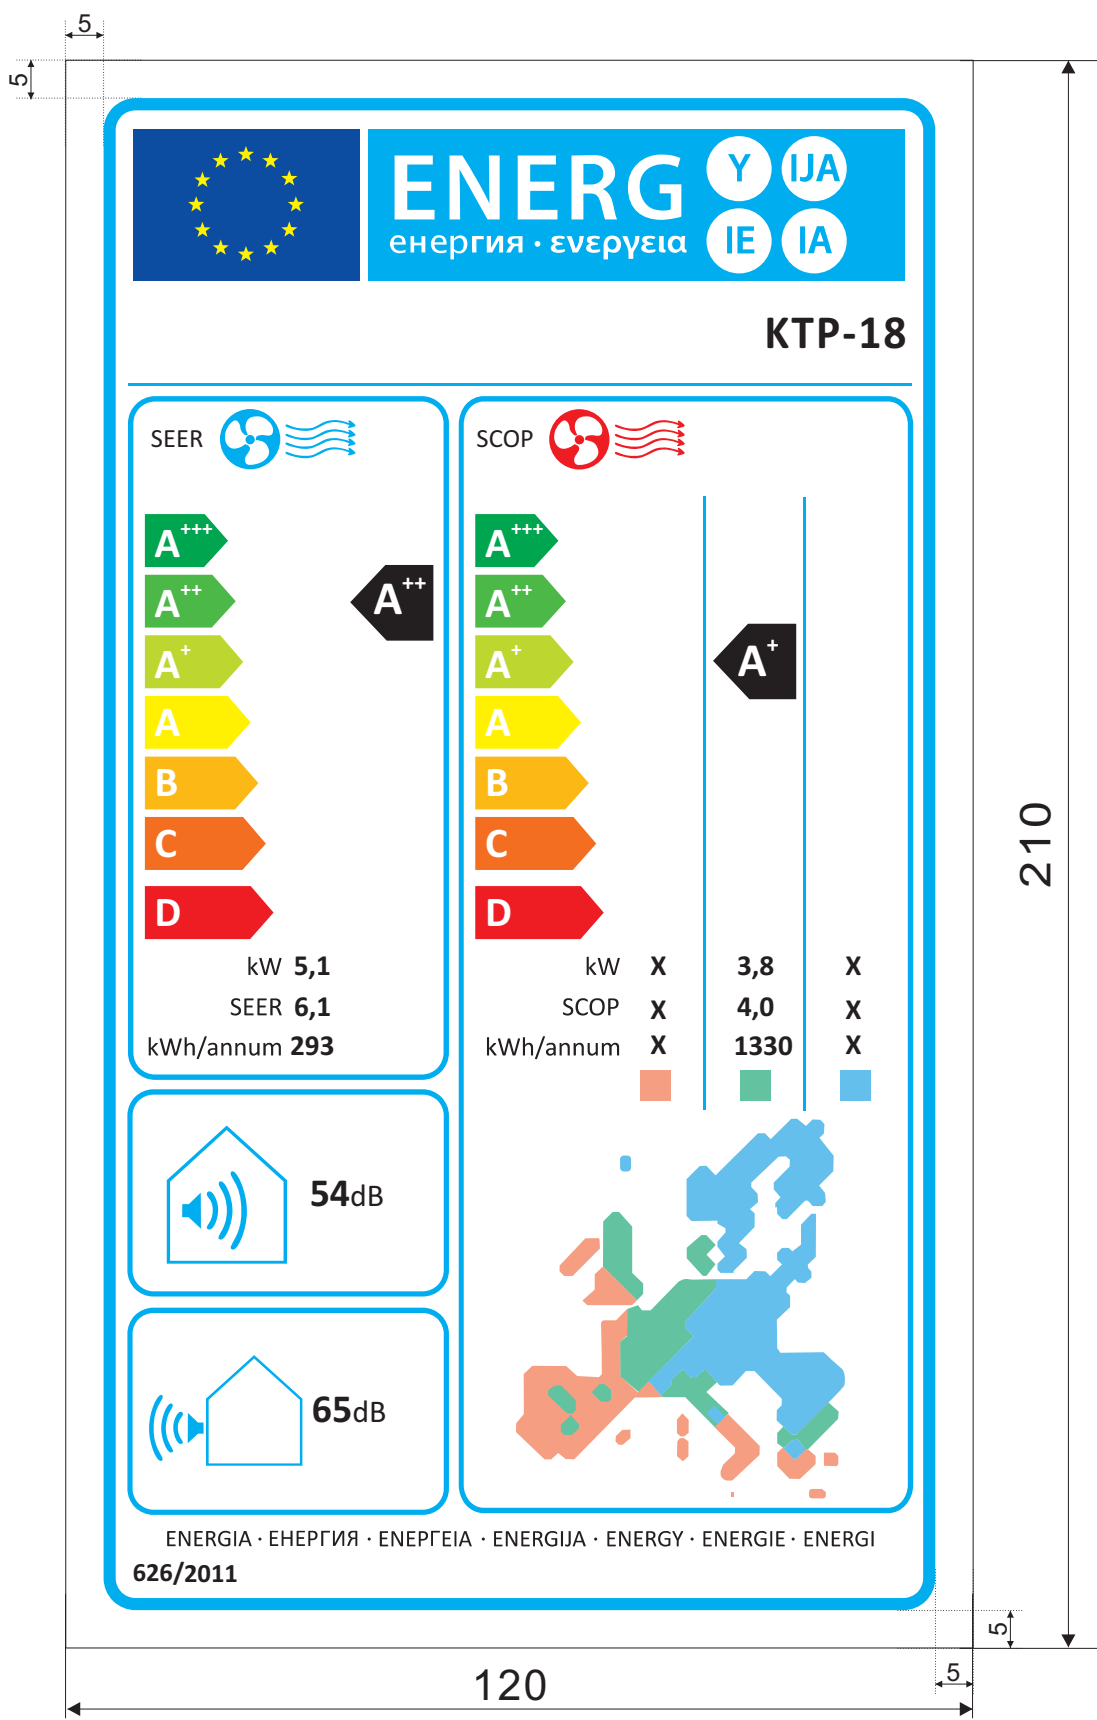 5
5
ENERG Y IJA
енергия · ενεργεια IE IA
KTP-18
SEER
A+++
A++
A+
A
B
C
D
A++
kW 5,1
SEER 6,1
kWh/annum 293
SCOP
A+++
A++
A+
A
B
C
D
A+
kW X 3,8 X
SCOP X 4,0 X
kWh/annum X 1330 X
54dB
65dB
ENERGIA · ЕНЕРГИЯ · ΕΝΕΡΓΕΙΑ · ENERGIJA · ENERGY · ENERGIE · ENERGI
626/2011
210
5
5
120